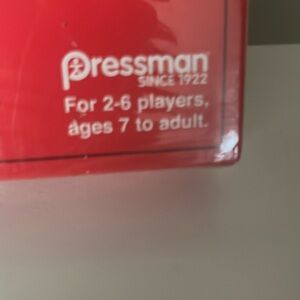 Pressman
SINCE 1922
For 2-6 players,
ages 7 to adult.